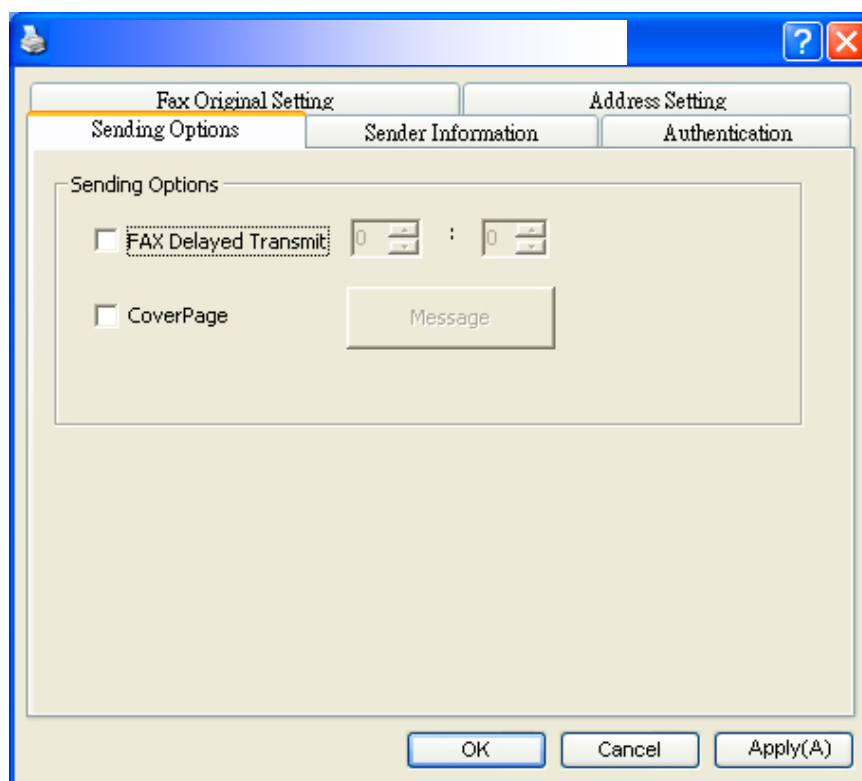 ?
Fax Original Setting Address Setting
Sending Options Sender Information Authentication
Sending Options
FAX Delayed Transmit 0 : 0
CoverPage Message
OK Cancel Apply(A)